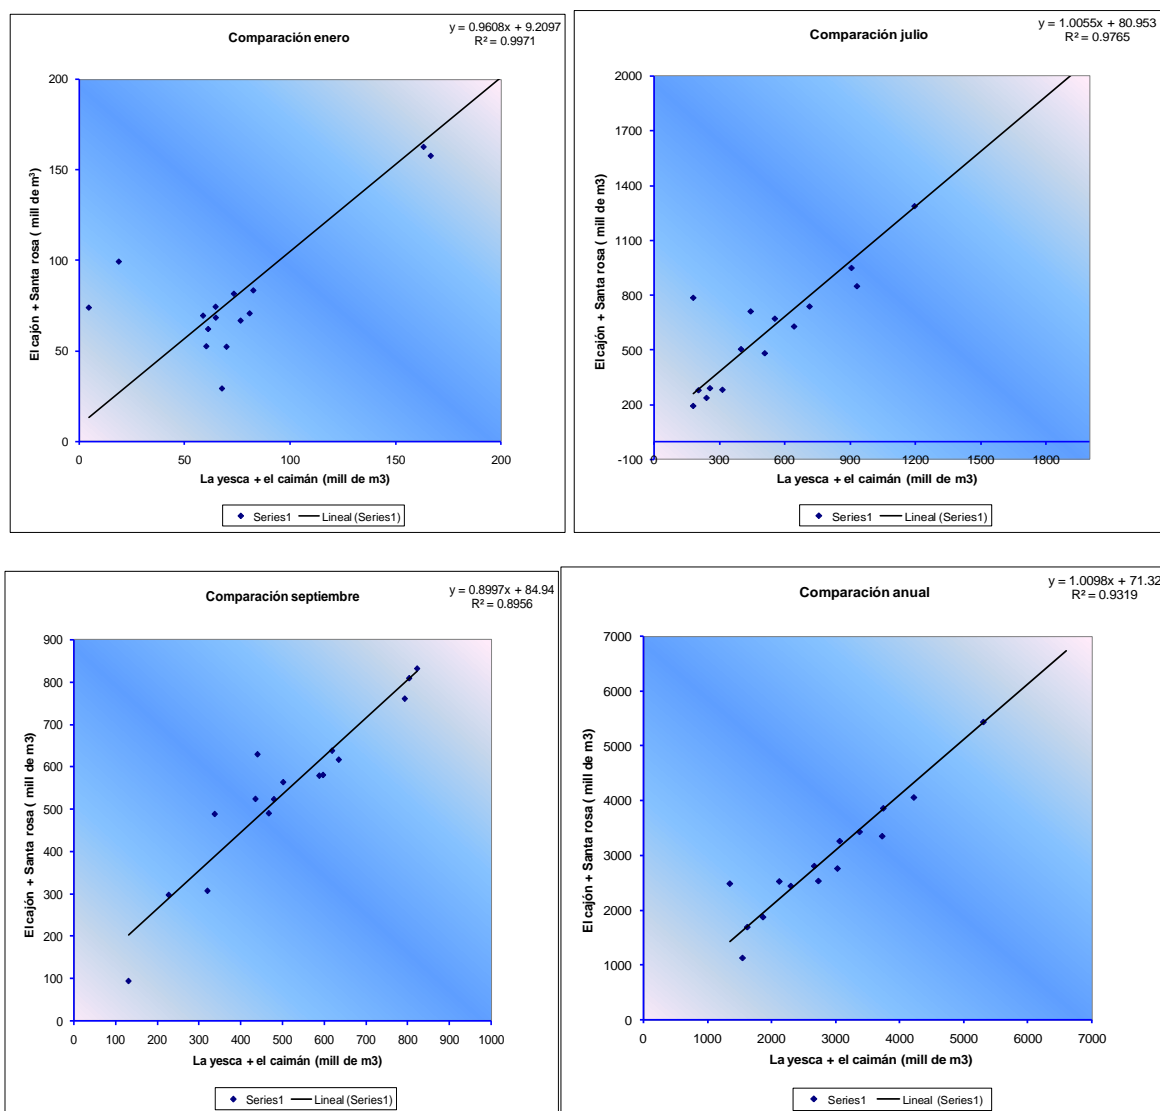 Comparación enero
y = 0.9608x + 9.2097
R² = 0.9971
El cajón + Santa rosa ( mill de m³)
200
150
100
50
0
0 50 100 150 200
La yesca + el caimán (mill de m3)
Series1 Lineal (Series1)
Comparación julio
y = 1.0055x + 80.953
R² = 0.9765
El cajón + Santa rosa ( mill de m3)
2000
1700
1400
1100
800
500
200
-100
0 300 600 900 1200 1500 1800
La yesca + el caimán (mill de m3)
Series1 Lineal (Series1)
Comparación septiembre
y = 0.8997x + 84.94
R² = 0.8956
El cajón + Santa rosa ( mill de m3)
900
800
700
600
500
400
300
200
100
0
0 100 200 300 400 500 600 700 800 900 1000
La yesca + el caimán (mill de m3)
Series1 Lineal (Series1)
Comparación anual
y = 1.0098x + 71.32
R² = 0.9319
El cajón + Santa rosa ( mill de m3)
7000
6000
5000
4000
3000
2000
1000
0
0 1000 2000 3000 4000 5000 6000 7000
La yesca + el caimán (mill de m3)
Series1 Lineal (Series1)